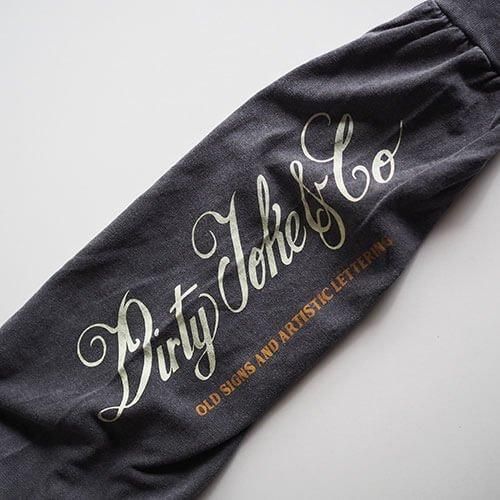 Dirty Joke & Co
OLD SIGNS AND ARTISTIC LETTERING